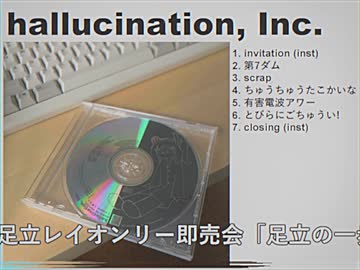 hallucination, Inc.
1. invitation (inst)
2. 第7ダム
3. scrap
4. ちゅうちゅうたこかいな
5. 有害電波アワー
6. とびらにごちゅうい!
7. closing (inst)
足立レイオンリー即売会「足立の一